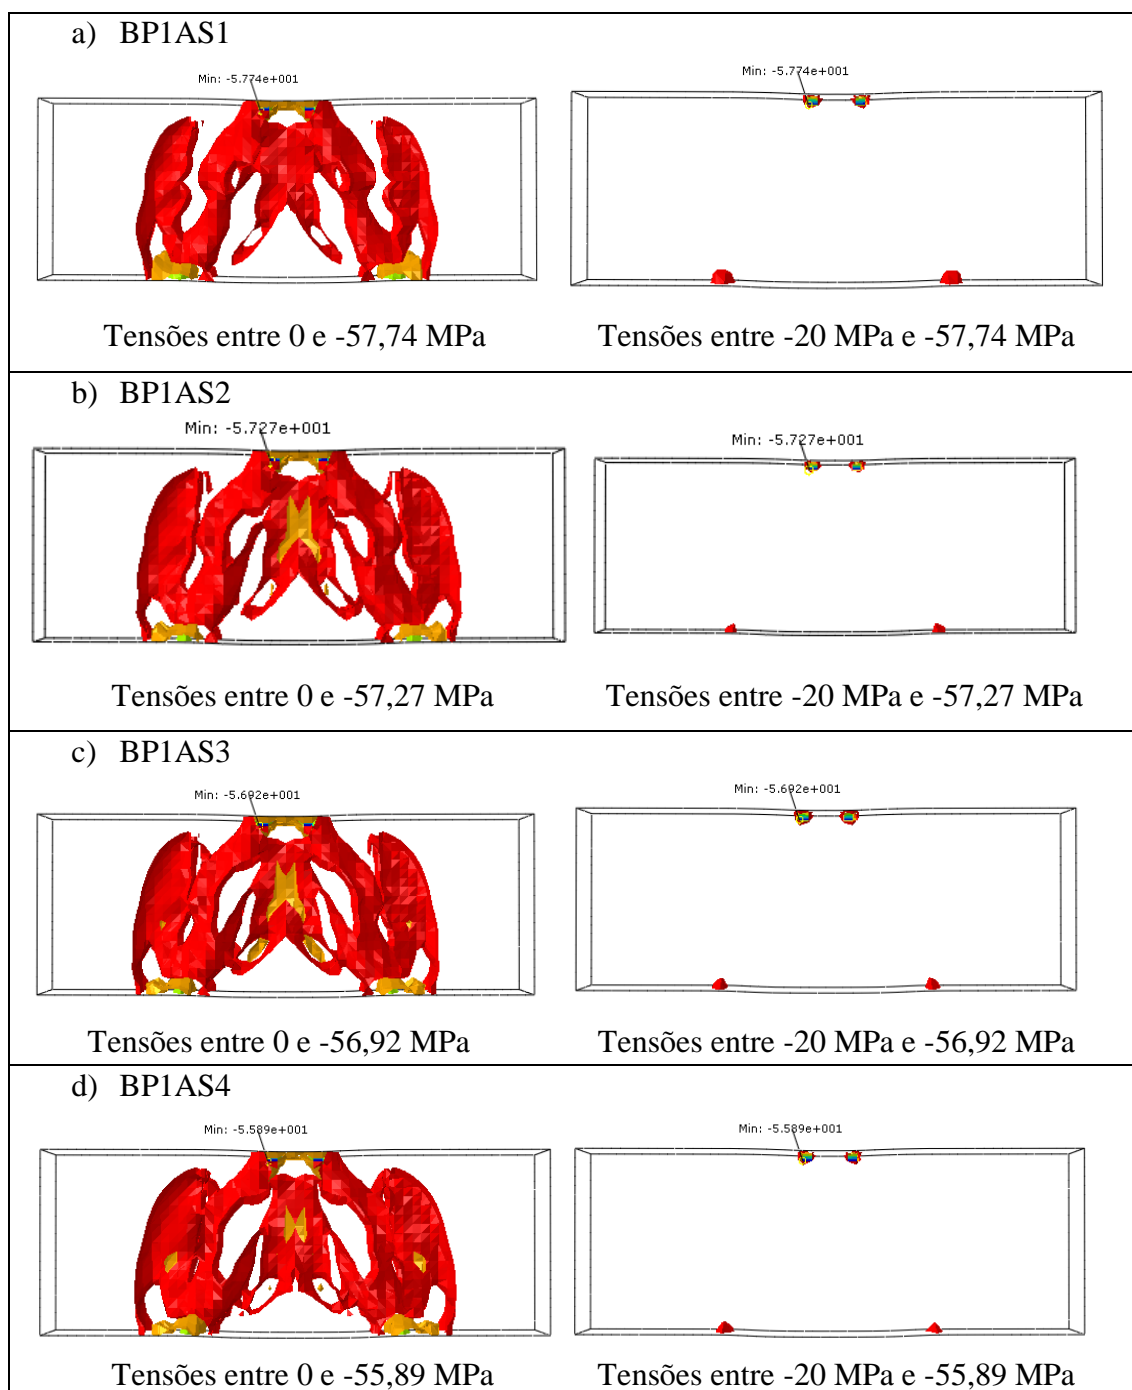 a) BP1AS1
Min: -5.774e+001
Min: -5.774e+001
Tensões entre 0 e -57,74 MPa
Tensões entre -20 MPa e -57,74 MPa
b) BP1AS2
Min: -5.727e+001
Min: -5.727e+001
Tensões entre 0 e -57,27 MPa
Tensões entre -20 MPa e -57,27 MPa
c) BP1AS3
Min: -5.692e+001
Min: -5.692e+001
Tensões entre 0 e -56,92 MPa
Tensões entre -20 MPa e -56,92 MPa
d) BP1AS4
Min: -5.589e+001
Min: -5.589e+001
Tensões entre 0 e -55,89 MPa
Tensões entre -20 MPa e -55,89 MPa